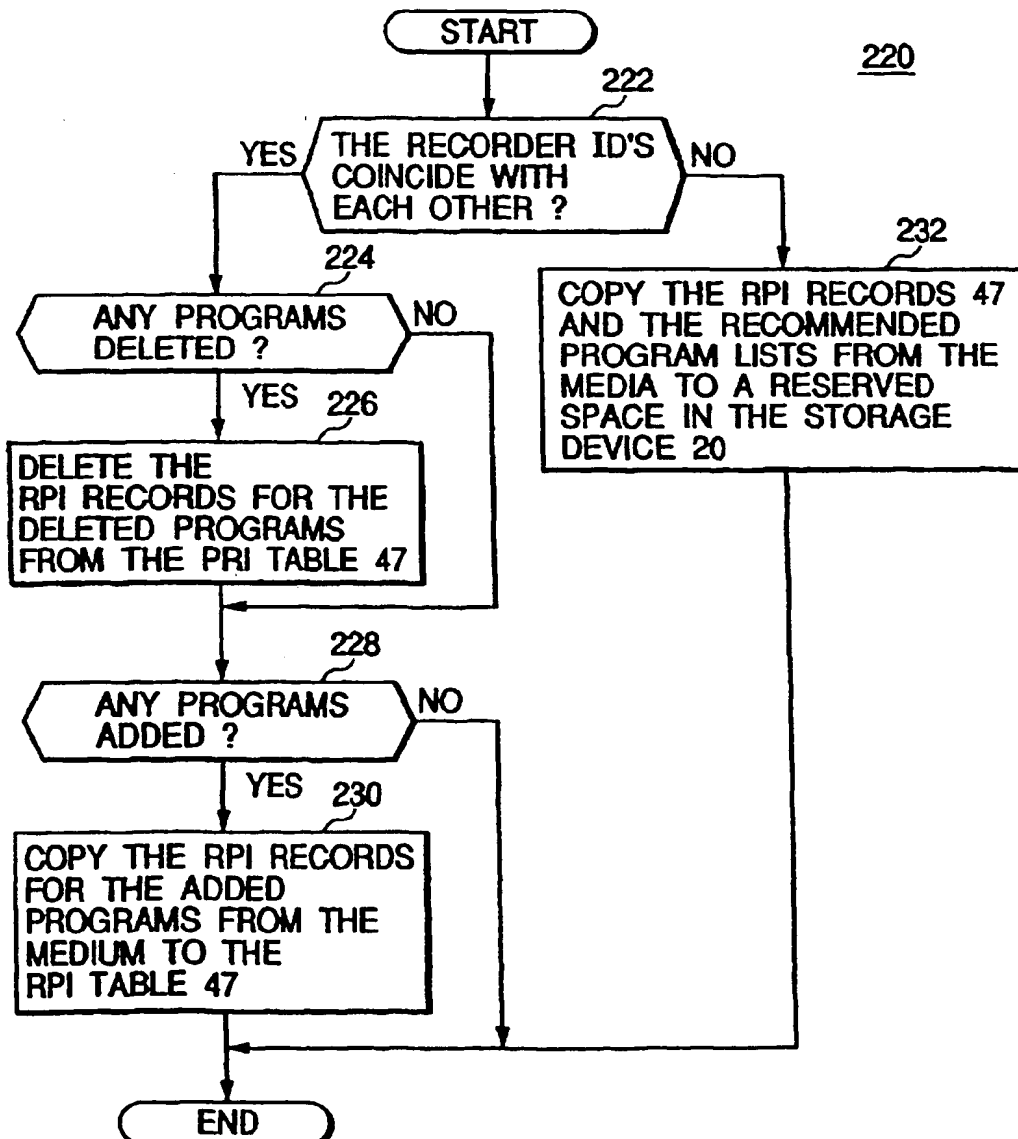 START
220
222
THE RECORDER ID'S
COINCIDE WITH
EACH OTHER ?
YES
NO
224
ANY PROGRAMS
DELETED ?
NO
YES
226
DELETE THE
RPI RECORDS FOR THE
DELETED PROGRAMS
FROM THE PRI TABLE 47
232
COPY THE RPI RECORDS 47
AND THE RECOMMENDED
PROGRAM LISTS FROM THE
MEDIA TO A RESERVED
SPACE IN THE STORAGE
DEVICE 20
228
ANY PROGRAMS
ADDED ?
NO
YES
230
COPY THE RPI RECORDS
FOR THE ADDED
PROGRAMS FROM THE
MEDIUM TO THE
RPI TABLE 47
END